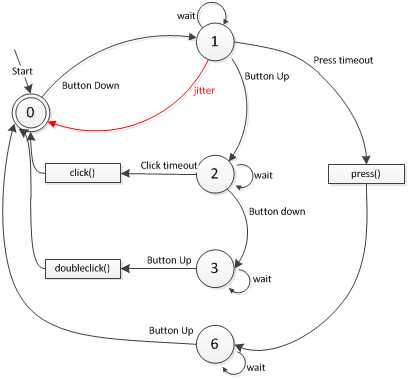 wait
1
Start
Button Down
Press timeout
Button Up
jitter
0
click()
Click timeout
2
wait
press()
Button down
doubleclick()
Button Up
3
wait
Button Up
6
wait